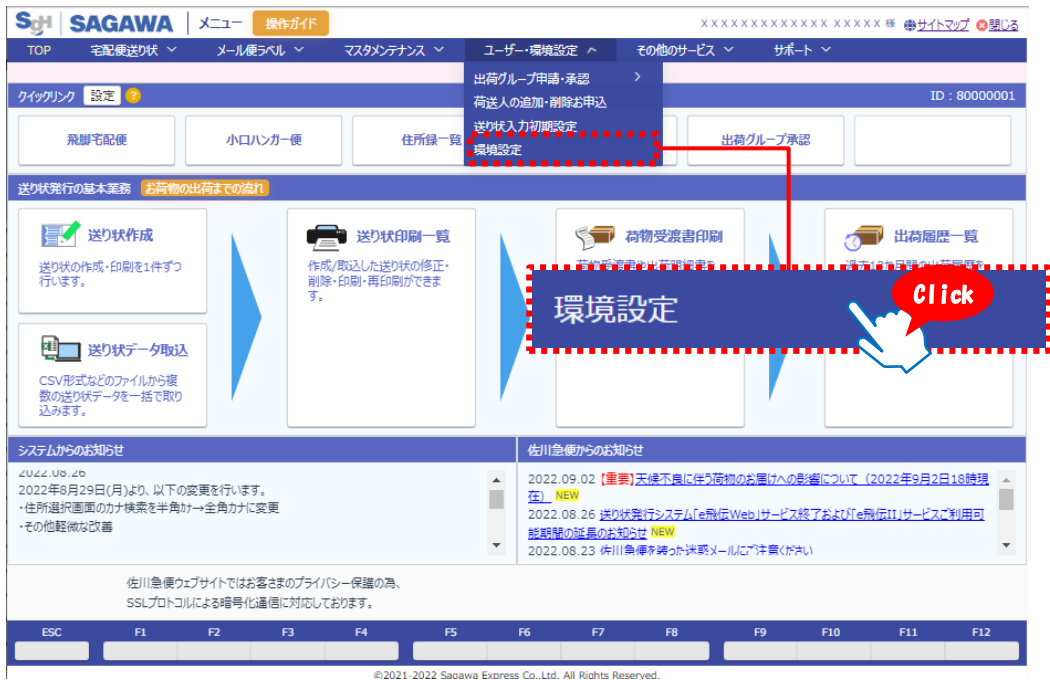 SGH SAGAWA メニュー 操作ガイド XXXXXXXXXXXXXX XXXXX 様 サイトマップ 閉じる
TOP 宅配便送り状 メール便ラベル マスタメンテナンス ユーザー・環境設定 その他のサービス サポート
出荷グループ申請・承認
荷送人の追加・削除お申込
送り状入力初期設定
環境設定
クイックリンク 設定 ? ID : 80000001
飛脚宅配便 小口ハンガー便 住所録一覧 出荷グループ承認
送り状発行の基本業務 お荷物の出荷までの流れ
送り状作成
送り状の作成・印刷を1件ずつ
行います。
送り状データ取込
CSV形式などのファイルから複
数の送り状データを一括で取り
込みます。
送り状印刷一覧
作成/取込した送り状の修正・
削除・印刷・再印刷ができま
す。
荷物受渡書印刷
荷物受渡書や出荷明細書を
出荷履歴一覧
環境設定
Click
システムからのお知らせ
2022.08.26
2022年8月29日(月)より、以下の変更を行います。
・住所選択画面のカナ検索を半角ｶﾅ→全角カナに変更
・その他軽微な改善
佐川急便からのお知らせ
2022.09.02 【重要】天候不良に伴う荷物のお届けへの影響について（2022年9月2日18時現
在） NEW
2022.08.26 送り状発行システム「e飛伝Web」サービス終了および「e飛伝II」サービスご利用可
能期間の延長のお知らせ NEW
2022.08.23 佐川急便を装った迷惑メールにご注意ください
佐川急便ウェブサイトではお客さまのプライバシー保護の為、
SSLプロトコルによる暗号化通信に対応しております。
ESC F1 F2 F3 F4 F5 F6 F7 F8 F9 F10 F11 F12
©2021-2022 Sagawa Express Co.,Ltd. All Rights Reserved.